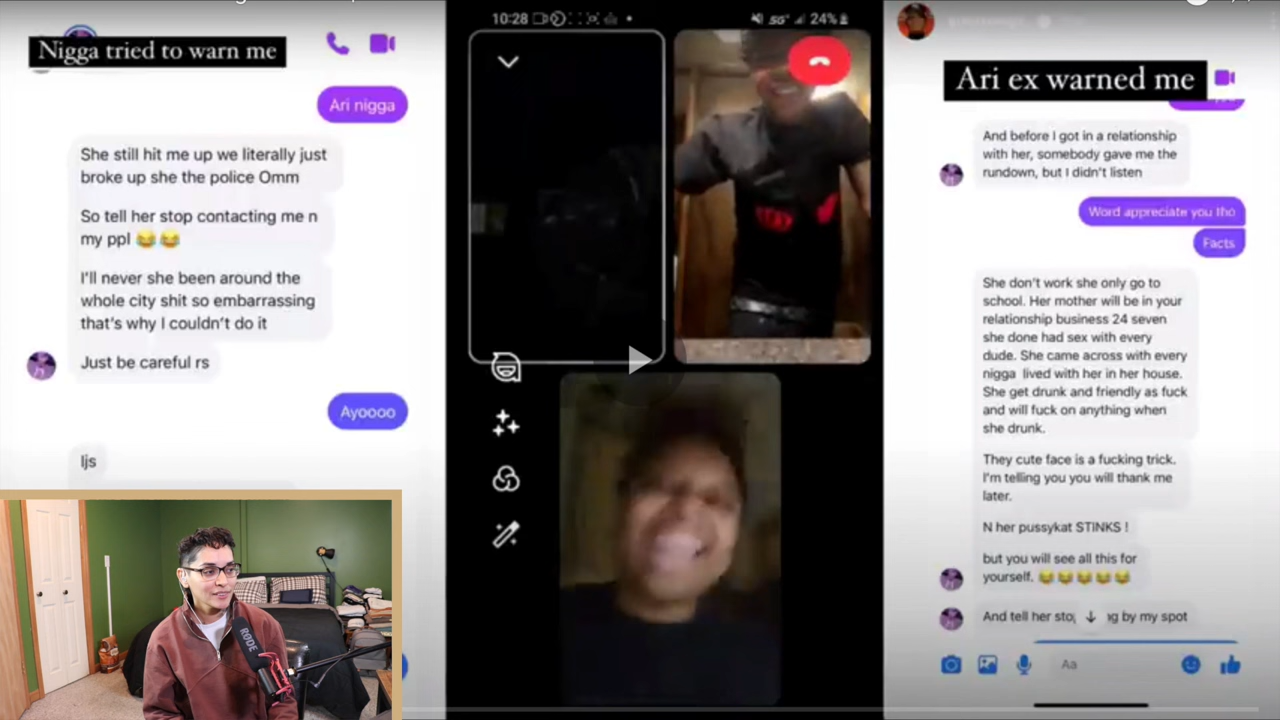 Nigga tried to warn me
Ari nigga
She still hit me up we literally just
broke up she the police Omm
So tell her stop contacting me n
my ppl 😂😂
I'll never she been around the
whole city shit so embarrassing
that's why I couldn't do it
Just be careful rs
Ayoooo
Ijs
RØDE
10:28
5G
24%
Ari ex warned me
And before I got in a relationship
with her, somebody gave me the
rundown, but I didn't listen
Word appreciate you tho
Facts
She don't work she only go to
school. Her mother will be in your
relationship business 24 seven
she done had sex with every
dude. She came across with every
nigga lived with her in her house.
She get drunk and friendly as fuck
and will fuck on anything when
she drunk.
They cute face is a fucking trick.
I'm telling you you will thank me
later.
N her pussykat STINKS !
but you will see all this for
yourself. 😂😂😂😂😂
And tell her by my spot
Aa